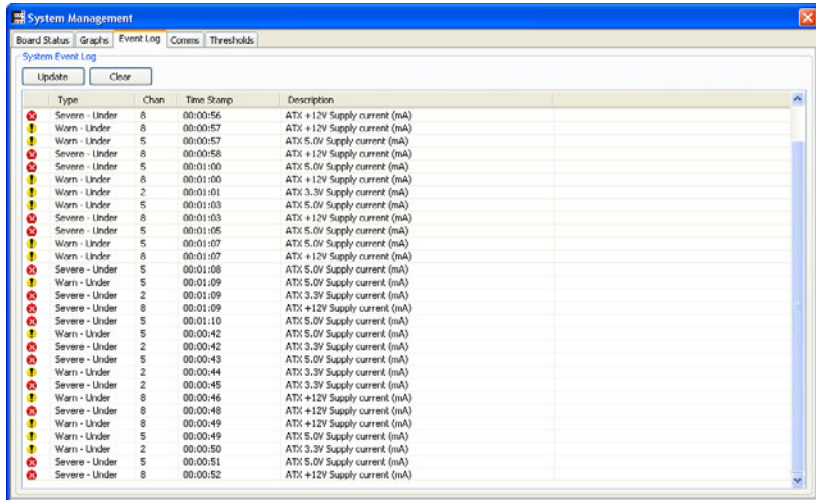 System Management
Board Status Graphs Event Log Comms Thresholds
System Event Log
Update Clear
Type Chan Time Stamp Description
Severe - Under 8 00:00:56 ATX +12V Supply current (mA)
Warn - Under 8 00:00:57 ATX +12V Supply current (mA)
Warn - Under 5 00:00:57 ATX 5.0V Supply current (mA)
Severe - Under 8 00:00:58 ATX +12V Supply current (mA)
Severe - Under 5 00:01:00 ATX 5.0V Supply current (mA)
Warn - Under 8 00:01:00 ATX +12V Supply current (mA)
Warn - Under 2 00:01:01 ATX 3.3V Supply current (mA)
Warn - Under 5 00:01:03 ATX 5.0V Supply current (mA)
Severe - Under 8 00:01:03 ATX +12V Supply current (mA)
Severe - Under 5 00:01:05 ATX 5.0V Supply current (mA)
Warn - Under 5 00:01:07 ATX 5.0V Supply current (mA)
Warn - Under 8 00:01:07 ATX +12V Supply current (mA)
Severe - Under 5 00:01:08 ATX 5.0V Supply current (mA)
Warn - Under 5 00:01:09 ATX 5.0V Supply current (mA)
Severe - Under 2 00:01:09 ATX 3.3V Supply current (mA)
Severe - Under 8 00:01:09 ATX +12V Supply current (mA)
Severe - Under 5 00:01:10 ATX 5.0V Supply current (mA)
Warn - Under 5 00:00:42 ATX 5.0V Supply current (mA)
Severe - Under 2 00:00:42 ATX 3.3V Supply current (mA)
Severe - Under 5 00:00:43 ATX 5.0V Supply current (mA)
Warn - Under 2 00:00:44 ATX 3.3V Supply current (mA)
Severe - Under 2 00:00:45 ATX 3.3V Supply current (mA)
Warn - Under 8 00:00:46 ATX +12V Supply current (mA)
Severe - Under 8 00:00:48 ATX +12V Supply current (mA)
Warn - Under 8 00:00:49 ATX +12V Supply current (mA)
Warn - Under 5 00:00:49 ATX 5.0V Supply current (mA)
Warn - Under 2 00:00:50 ATX 3.3V Supply current (mA)
Severe - Under 5 00:00:51 ATX 5.0V Supply current (mA)
Severe - Under 8 00:00:52 ATX +12V Supply current (mA)